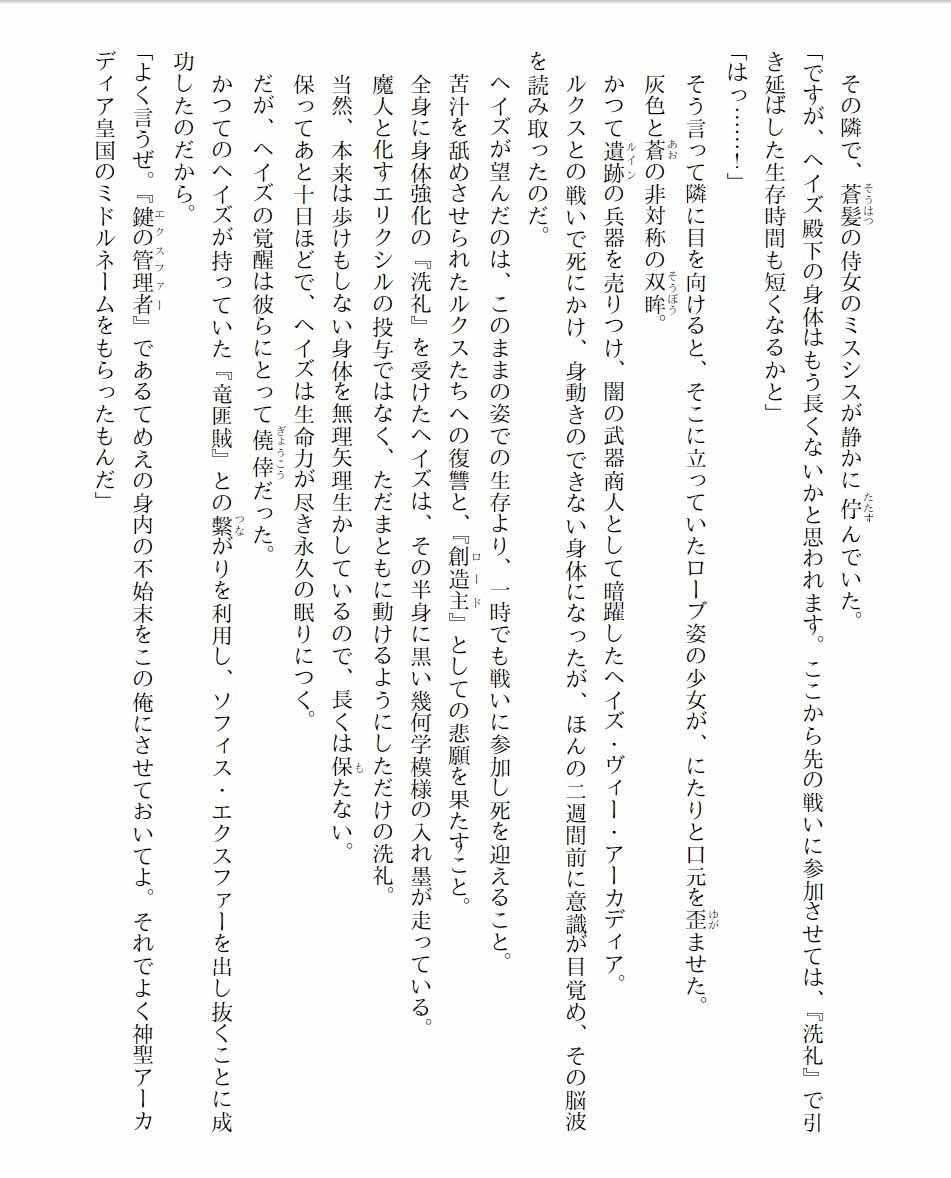 その隣で、蒼髪の侍女のミスシスが静かに佇んでいた。
「ですが、ヘイズ殿下の身体はもう長くないかと思われます。ここから先の戦いに参加させては、『洗礼』で引
き延ばした生存時間も短くなるかと」
「はっ………！」
そう言って隣に目を向けると、そこに立っていたローブ姿の少女が、にたりと口元を歪ませた。
灰色と蒼の非対称の双眸。
かつて遺跡の兵器を売りつけ、闇の武器商人として暗躍したヘイズ・ヴィー・アーカディア。
ルクスとの戦いで死にかけ、身動きのできない身体になったが、ほんの二週間前に意識が目覚め、その脳波
を読み取ったのだ。
ヘイズが望んだのは、このままの姿での生存より、一時でも戦いに参加し死を迎えること。
苦汁を舐めさせられたルクスたちへの復讐と、『創造主』としての悲願を果たすこと。
全身に身体強化の『洗礼』を受けたヘイズは、その半身に黒い幾何学模様の入れ墨が走っている。
魔人と化すエリクシルの投与ではなく、ただまともに動けるようにしただけの洗礼。
当然、本来は歩けもしない身体を無理矢理生かしているので、長くは保たない。
保ってあと十日ほどで、ヘイズは生命力が尽き永久の眠りにつく。
だが、ヘイズの覚醒は彼らにとって僥倖だった。
かつてのヘイズが持っていた『竜匪賊』との繋がりを利用し、ソフィス・エクスファーを出し抜くことに成
功したのだから。
「よく言うぜ。『鍵の管理者』であるてめえの身内の不始末をこの俺にさせておいてよ。それでよく神聖アーカ
ディア皇国のミドルネームをもらったもんだ」